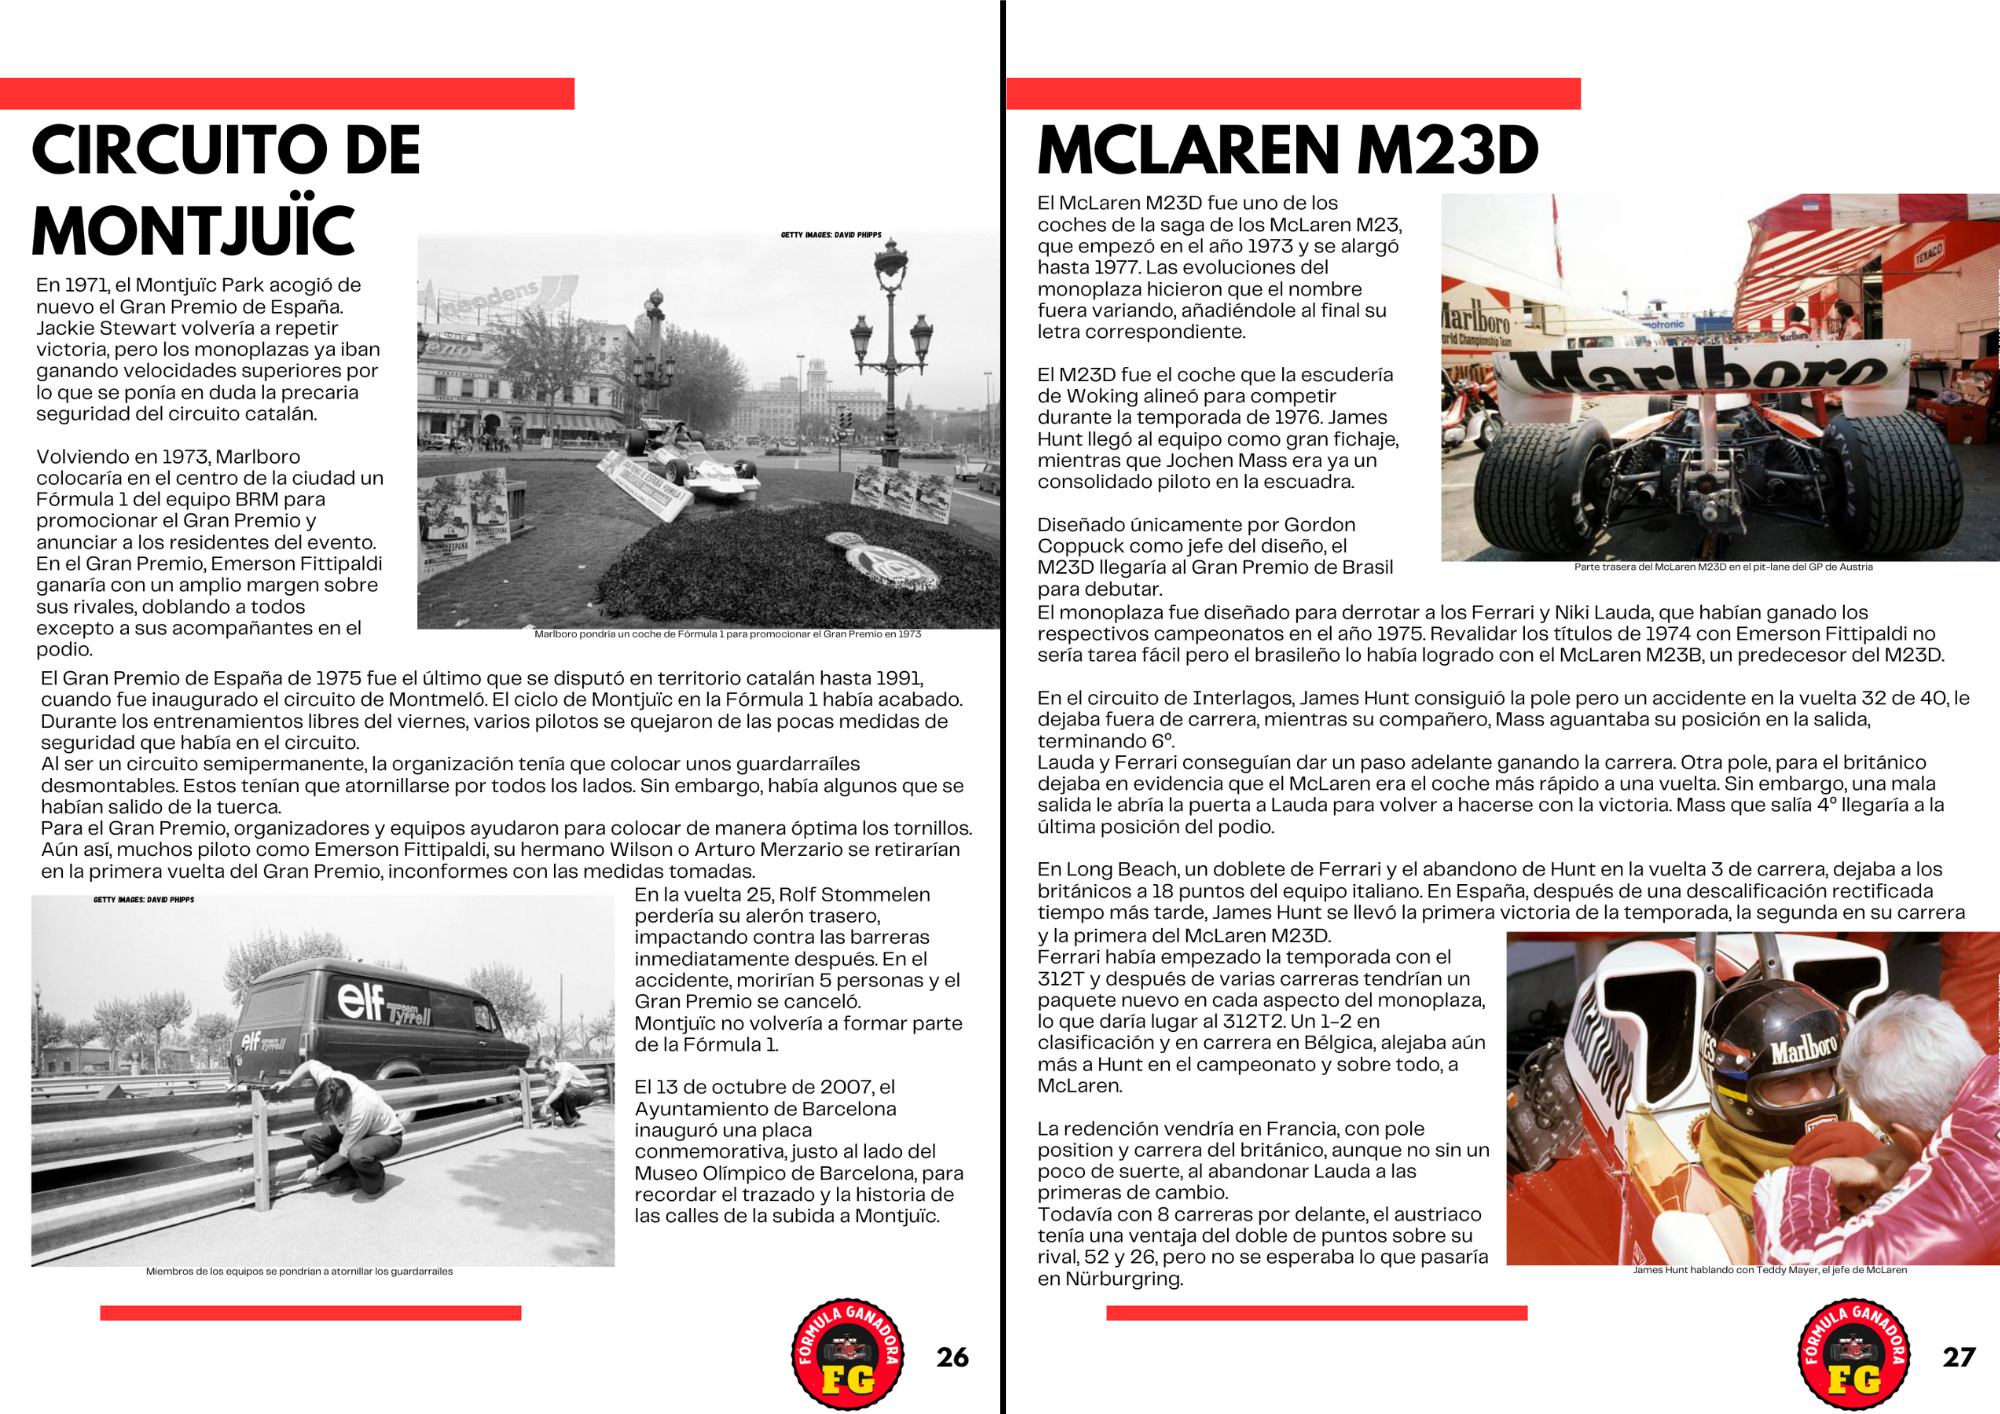 CIRCUITO DE
MONTJUÏC
En 1971, el Montjuïc Park acogió de
nuevo el Gran Premio de España.
Jackie Stewart volvería a repetir
victoria, pero los monoplazas ya iban
ganando velocidades superiores por
lo que se ponía en duda la precaria
seguridad del circuito catalán.
Volviendo en 1973, Marlboro
colocaría en el centro de la ciudad un
Fórmula 1 del equipo BRM para
promocionar el Gran Premio y
anunciar a los residentes del evento.
En el Gran Premio, Emerson Fittipaldi
ganaría con un amplio margen sobre
sus rivales, doblando a todos
excepto a sus acompañantes en el
podio.
GETTY IMAGES: DAVID PHIPPS
Marlboro pondría un coche de Fórmula 1 para promocionar el Gran Premio en 1973
El Gran Premio de España de 1975 fue el último que se disputó en territorio catalán hasta 1991,
cuando fue inaugurado el circuito de Montmeló. El ciclo de Montjuïc en la Fórmula 1 había acabado.
Durante los entrenamientos libres del viernes, varios pilotos se quejaron de las pocas medidas de
seguridad que había en el circuito.
Al ser un circuito semipermanente, la organización tenía que colocar unos guardarraíles
desmontables. Estos tenían que atornillarse por todos los lados. Sin embargo, había algunos que se
habían salido de la tuerca.
Para el Gran Premio, organizadores y equipos ayudaron para colocar de manera óptima los tornillos.
Aún así, muchos piloto como Emerson Fittipaldi, su hermano Wilson o Arturo Merzario se retirarían
en la primera vuelta del Gran Premio, inconformes con las medidas tomadas.
GETTY IMAGES: DAVID PHIPPS
elf
Team
Tyrrell
elf
Miembros de los equipos se pondrían a atornillar los guardarraíles
En la vuelta 25, Rolf Stommelen
perdería su alerón trasero,
impactando contra las barreras
inmediatamente después. En el
accidente, morirían 5 personas y el
Gran Premio se canceló.
Montjuïc no volvería a formar parte
de la Fórmula 1.
El 13 de octubre de 2007, el
Ayuntamiento de Barcelona
inauguró una placa
conmemorativa, justo al lado del
Museo Olímpico de Barcelona, para
recordar el trazado y la historia de
las calles de la subida a Montjuïc.
FÓRMULA GANADORA
FG
26
MCLAREN M23D
El McLaren M23D fue uno de los
coches de la saga de los McLaren M23,
que empezó en el año 1973 y se alargó
hasta 1977. Las evoluciones del
monoplaza hicieron que el nombre
fuera variando, añadiéndole al final su
letra correspondiente.
El M23D fue el coche que la escudería
de Woking alineó para competir
durante la temporada de 1976. James
Hunt llegó al equipo como gran fichaje,
mientras que Jochen Mass era ya un
consolidado piloto en la escuadra.
Diseñado únicamente por Gordon
Coppuck como jefe del diseño, el
M23D llegaría al Gran Premio de Brasil
para debutar.
TEXACO
Marlboro
World Championship Team
Marlboro
Marlboro
Parte trasera del McLaren M23D en el pit-lane del GP de Austria
El monoplaza fue diseñado para derrotar a los Ferrari y Niki Lauda, que habían ganado los
respectivos campeonatos en el año 1975. Revalidar los títulos de 1974 con Emerson Fittipaldi no
sería tarea fácil pero el brasileño lo había logrado con el McLaren M23B, un predecesor del M23D.
En el circuito de Interlagos, James Hunt consiguió la pole pero un accidente en la vuelta 32 de 40, le
dejaba fuera de carrera, mientras su compañero, Mass aguantaba su posición en la salida,
terminando 6º.
Lauda y Ferrari conseguían dar un paso adelante ganando la carrera. Otra pole, para el británico
dejaba en evidencia que el McLaren era el coche más rápido a una vuelta. Sin embargo, una mala
salida le abría la puerta a Lauda para volver a hacerse con la victoria. Mass que salía 4º llegaría a la
última posición del podio.
En Long Beach, un doblete de Ferrari y el abandono de Hunt en la vuelta 3 de carrera, dejaba a los
británicos a 18 puntos del equipo italiano. En España, después de una descalificación rectificada
tiempo más tarde, James Hunt se llevó la primera victoria de la temporada, la segunda en su carrera
y la primera del McLaren M23D.
Ferrari había empezado la temporada con el
312T y después de varias carreras tendrían un
paquete nuevo en cada aspecto del monoplaza,
lo que daría lugar al 312T2. Un 1-2 en
clasificación y en carrera en Bélgica, alejaba aún
más a Hunt en el campeonato y sobre todo, a
McLaren.
La redención vendría en Francia, con pole
position y carrera del británico, aunque no sin un
poco de suerte, al abandonar Lauda a las
primeras de cambio.
Todavía con 8 carreras por delante, el austriaco
tenía una ventaja del doble de puntos sobre su
rival, 52 y 26, pero no se esperaba lo que pasaría
en Nürburgring.
Marlboro
Marlboro
James Hunt hablando con Teddy Mayer, el jefe de McLaren
FÓRMULA GANADORA
FG
27